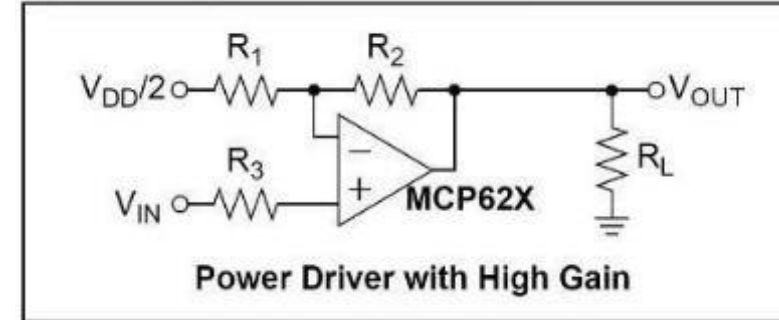 R1 R2
VDD/2 VOUT
R3 RL
− 
+
VIN MCP62X
Power Driver with High Gain